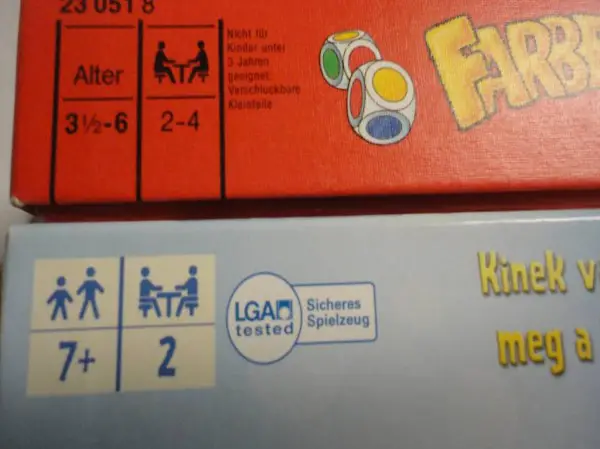 23 051 8
Alter
3½-6
2-4
Nicht für
Kinder unter
3 Jahren
geeignet.
Verschluckbare
Kleinteile
FARBE
7+
2
LGA
tested
Sicheres
Spielzeug
Kinek v
meg a